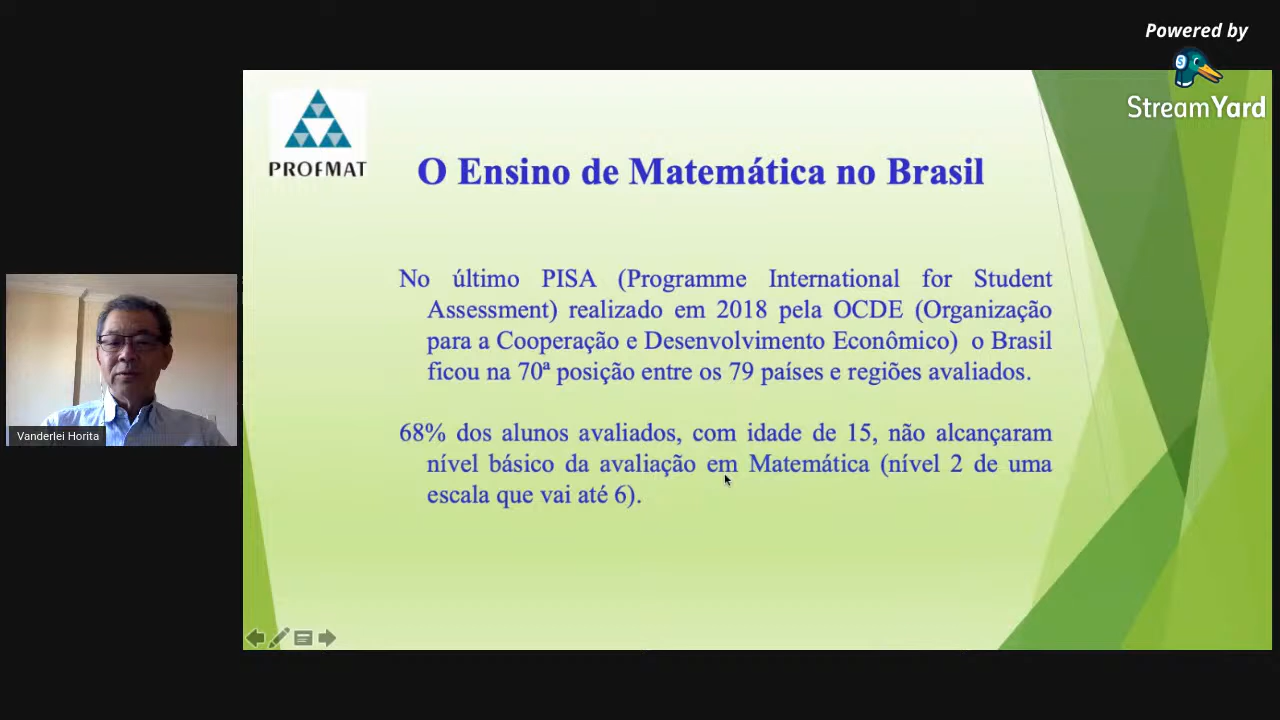 Powered by
StreamYard
PROFMAT
O Ensino de Matemática no Brasil
No último PISA (Programme International for Student
Assessment) realizado em 2018 pela OCDE (Organização
para a Cooperação e Desenvolvimento Econômico) o Brasil
ficou na 70ª posição entre os 79 países e regiões avaliados.
68% dos alunos avaliados, com idade de 15, não alcançaram
nível básico da avaliação em Matemática (nível 2 de uma
escala que vai até 6).
Vanderlei Horita